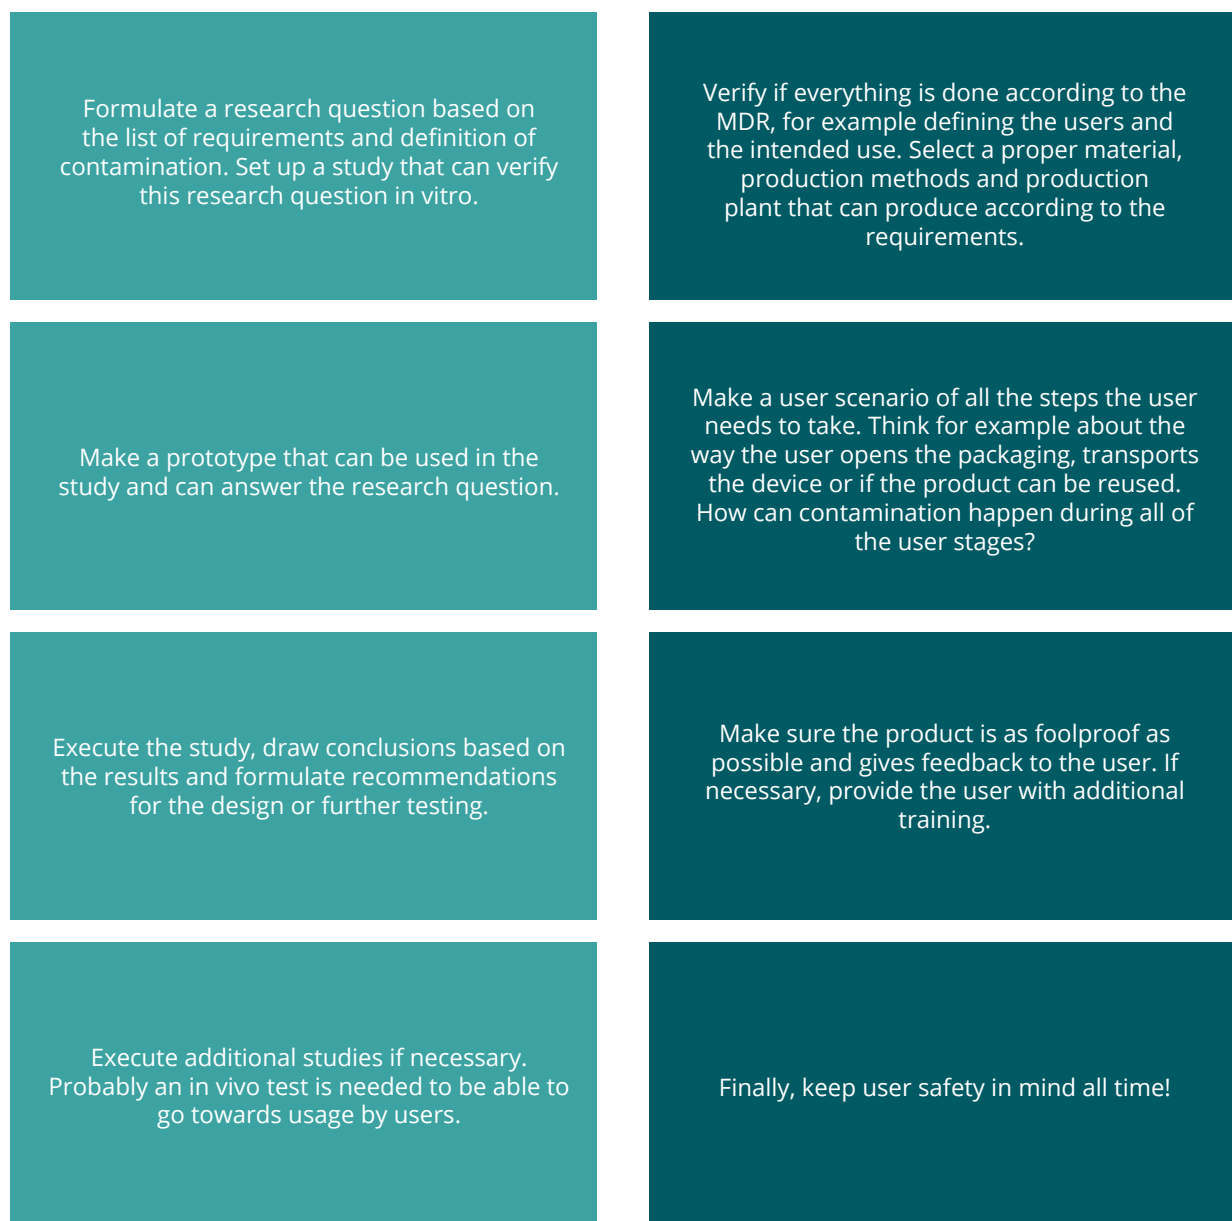 Formulate a research question based on
the list of requirements and definition of
contamination. Set up a study that can verify
this research question in vitro.
Make a prototype that can be used in the
study and can answer the research question.
Execute the study, draw conclusions based on
the results and formulate recommendations
for the design or further testing.
Execute additional studies if necessary.
Probably an in vivo test is needed to be able to
go towards usage by users.
Verify if everything is done according to the
MDR, for example defining the users and
the intended use. Select a proper material,
production methods and production
plant that can produce according to the
requirements.
Make a user scenario of all the steps the user
needs to take. Think for example about the
way the user opens the packaging, transports
the device or if the product can be reused.
How can contamination happen during all of
the user stages?
Make sure the product is as foolproof as
possible and gives feedback to the user. If
necessary, provide the user with additional
training.
Finally, keep user safety in mind all time!